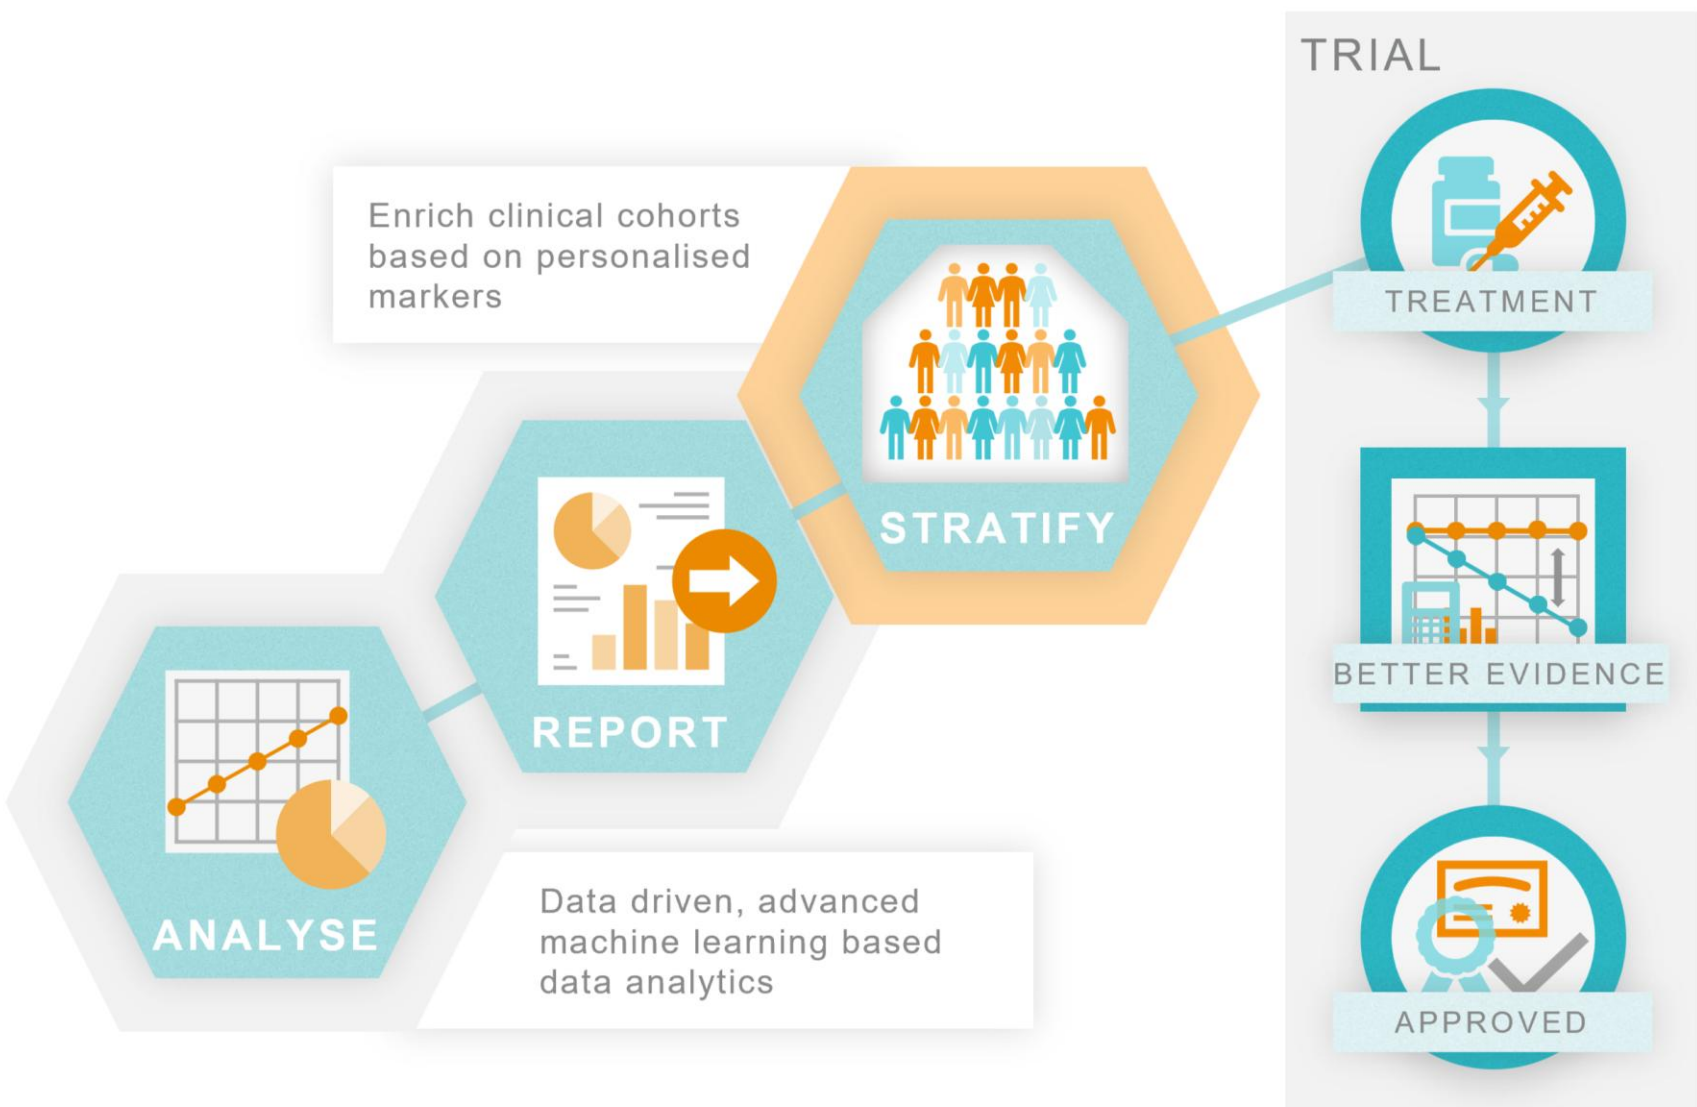 TRIAL
Enrich clinical cohorts
based on personalised
markers
TREATMENT
STRATIFY
BETTER EVIDENCE
REPORT
ANALYSE
Data driven, advanced
machine learning based
data analytics
APPROVED